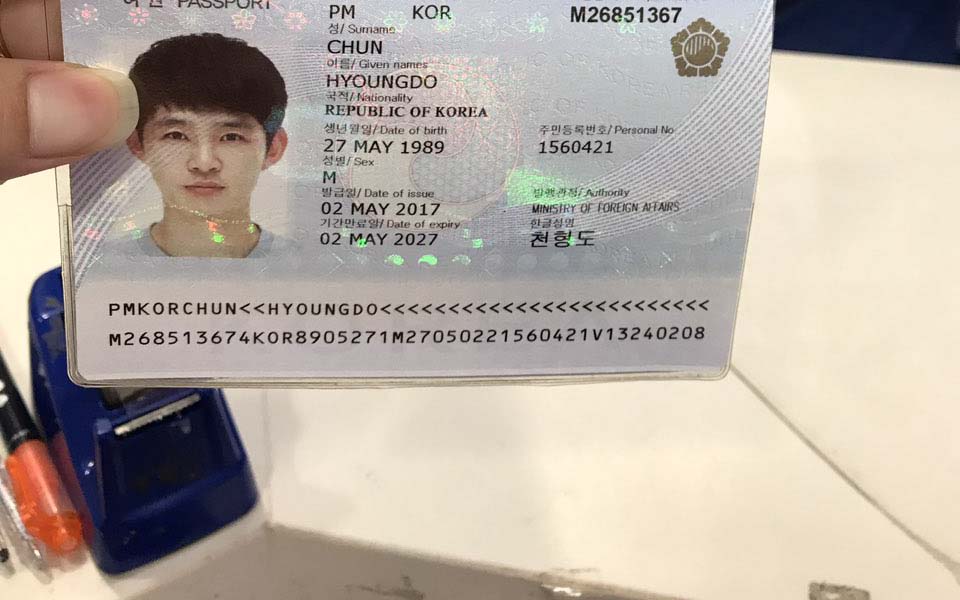 여권 PASSPORT
PM KOR M26851367
성/ Surname
CHUN
이름/ Given names
HYOUNGDO
국적/ Nationality
REPUBLIC OF KOREA
생년월일/ Date of birth 주민등록번호/ Personal No
27 MAY 1989 1560421
성별/ Sex
M
발급일/ Date of issue 발행관청/ Authority
02 MAY 2017 MINISTRY OF FOREIGN AFFAIRS
기간만료일/ Date of expiry 한글성명
02 MAY 2027 천형도
PMKORCHUN<<HYOUNGDO<<<<<<<<<<<<<<<<<<<<<<<<<
M268513674KOR8905271M27050221560421V13240208